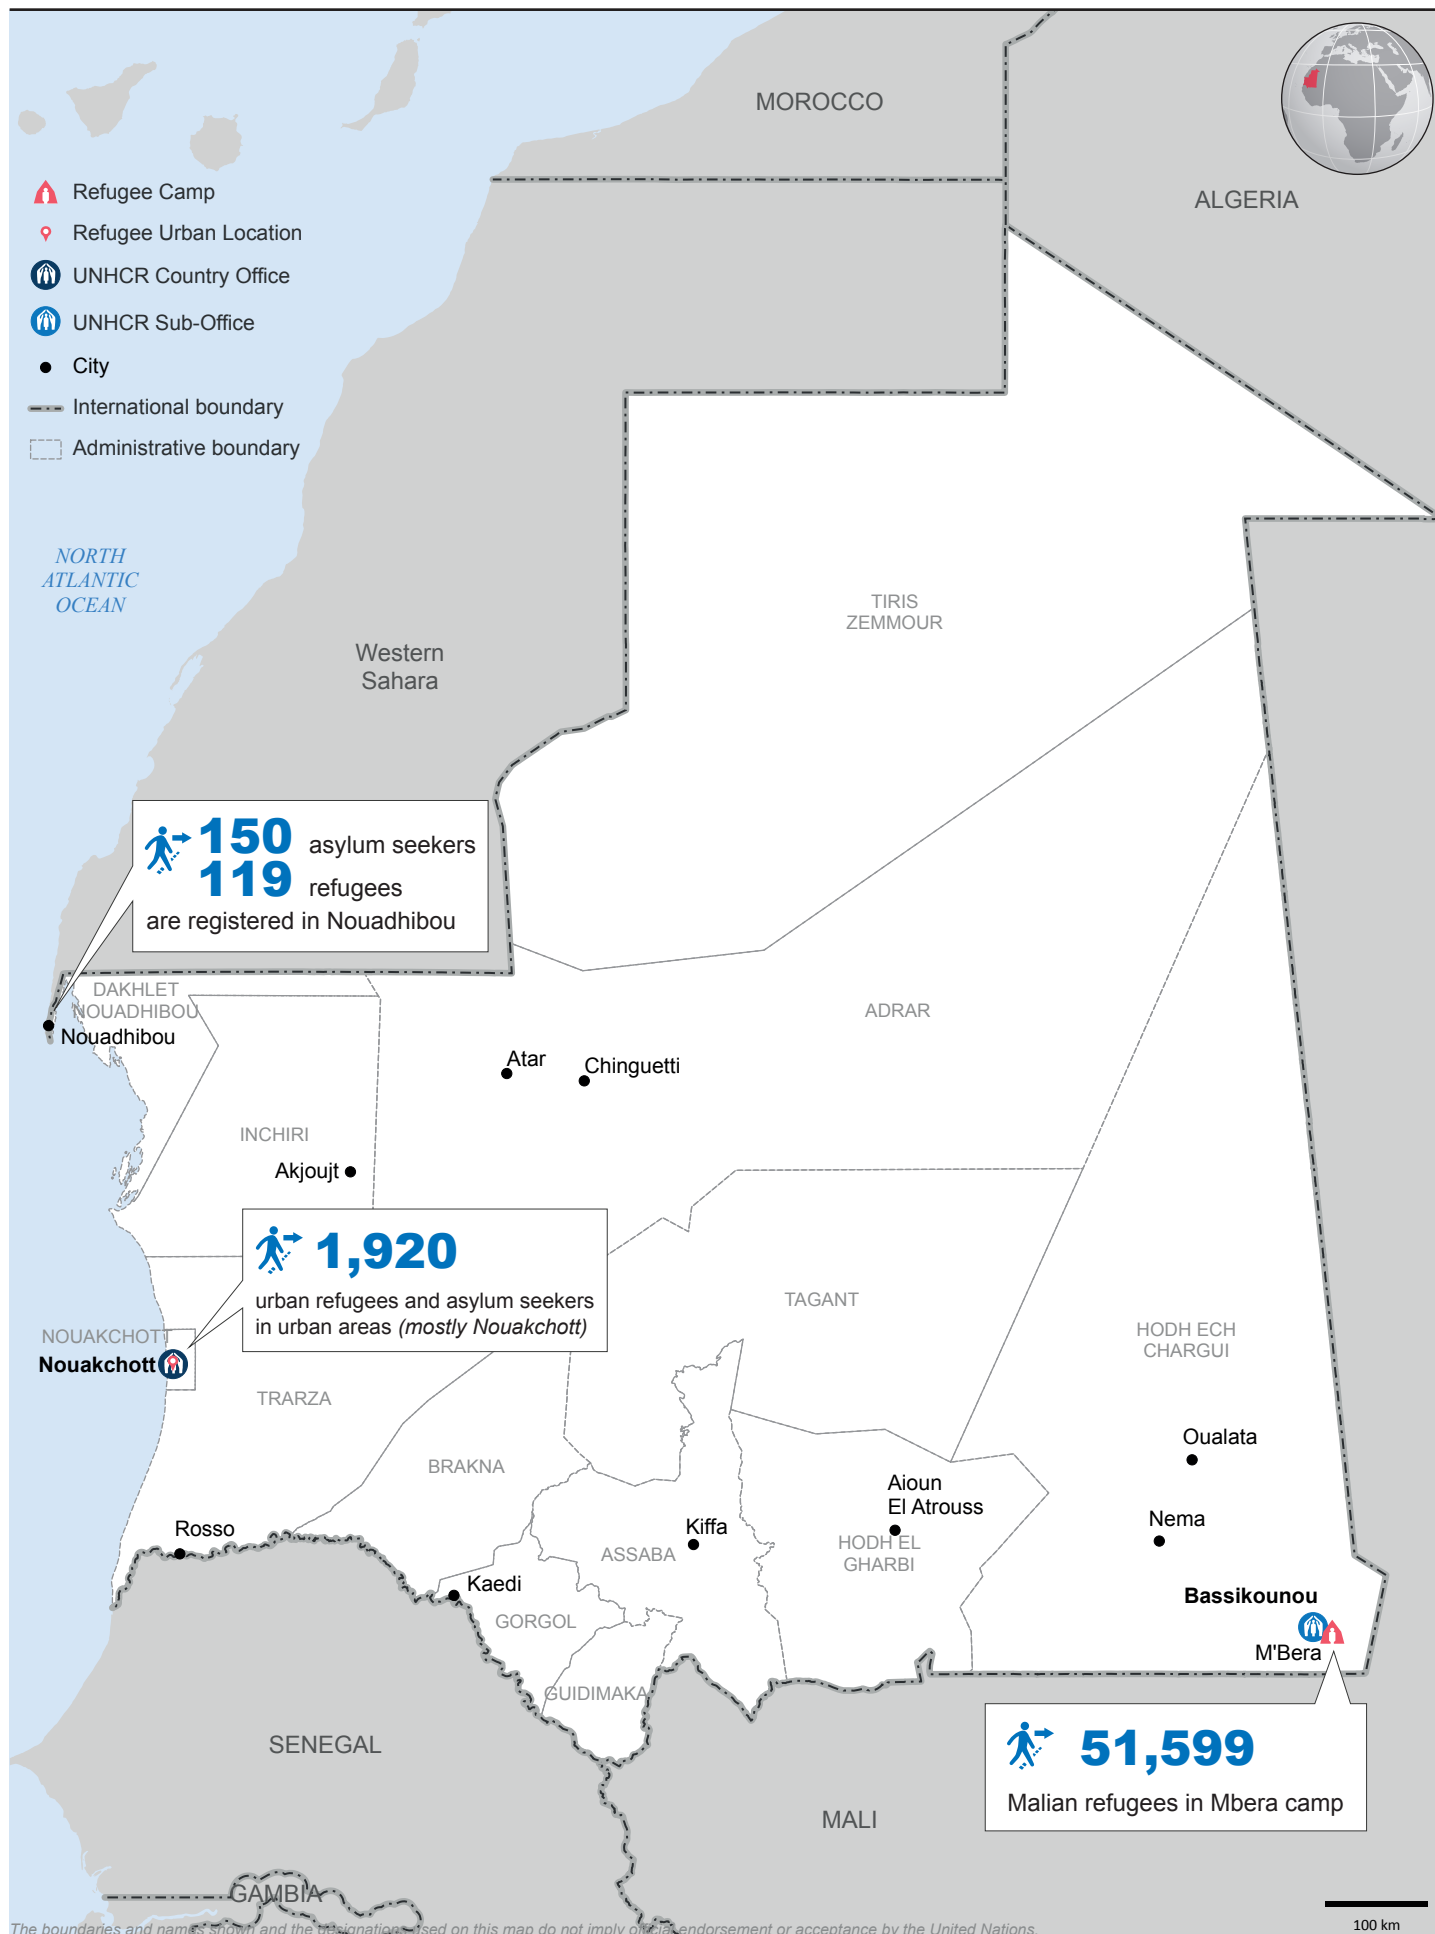 MOROCCO
ALGERIA
Refugee Camp
Refugee Urban Location
UNHCR Country Office
UNHCR Sub-Office
City
International boundary
Administrative boundary
NORTH
ATLANTIC
OCEAN
Western
Sahara
TIRIS
ZEMMOUR
150 asylum seekers
119 refugees
are registered in Nouadhibou
DAKHLET
NOUADHIBOU
Nouadhibou
ADRAR
Atar
Chinguetti
INCHIRI
Akjoujt
1,920
urban refugees and asylum seekers
in urban areas (mostly Nouakchott)
TAGANT
NOUAKCHOTT
Nouakchott
HODH ECH
CHARGUI
TRARZA
BRAKNA
Oualata
Aioun
El Atrouss
Rosso
Kiffa
Nema
ASSABA
HODH EL
GHARBI
Kaedi
GORGOL
Bassikounou
M'Bera
GUIDIMAKA
SENEGAL
51,599
Malian refugees in Mbera camp
MALI
GAMBIA
The boundaries and names shown and the designations used on this map do not imply official endorsement or acceptance by the United Nations.
100 km